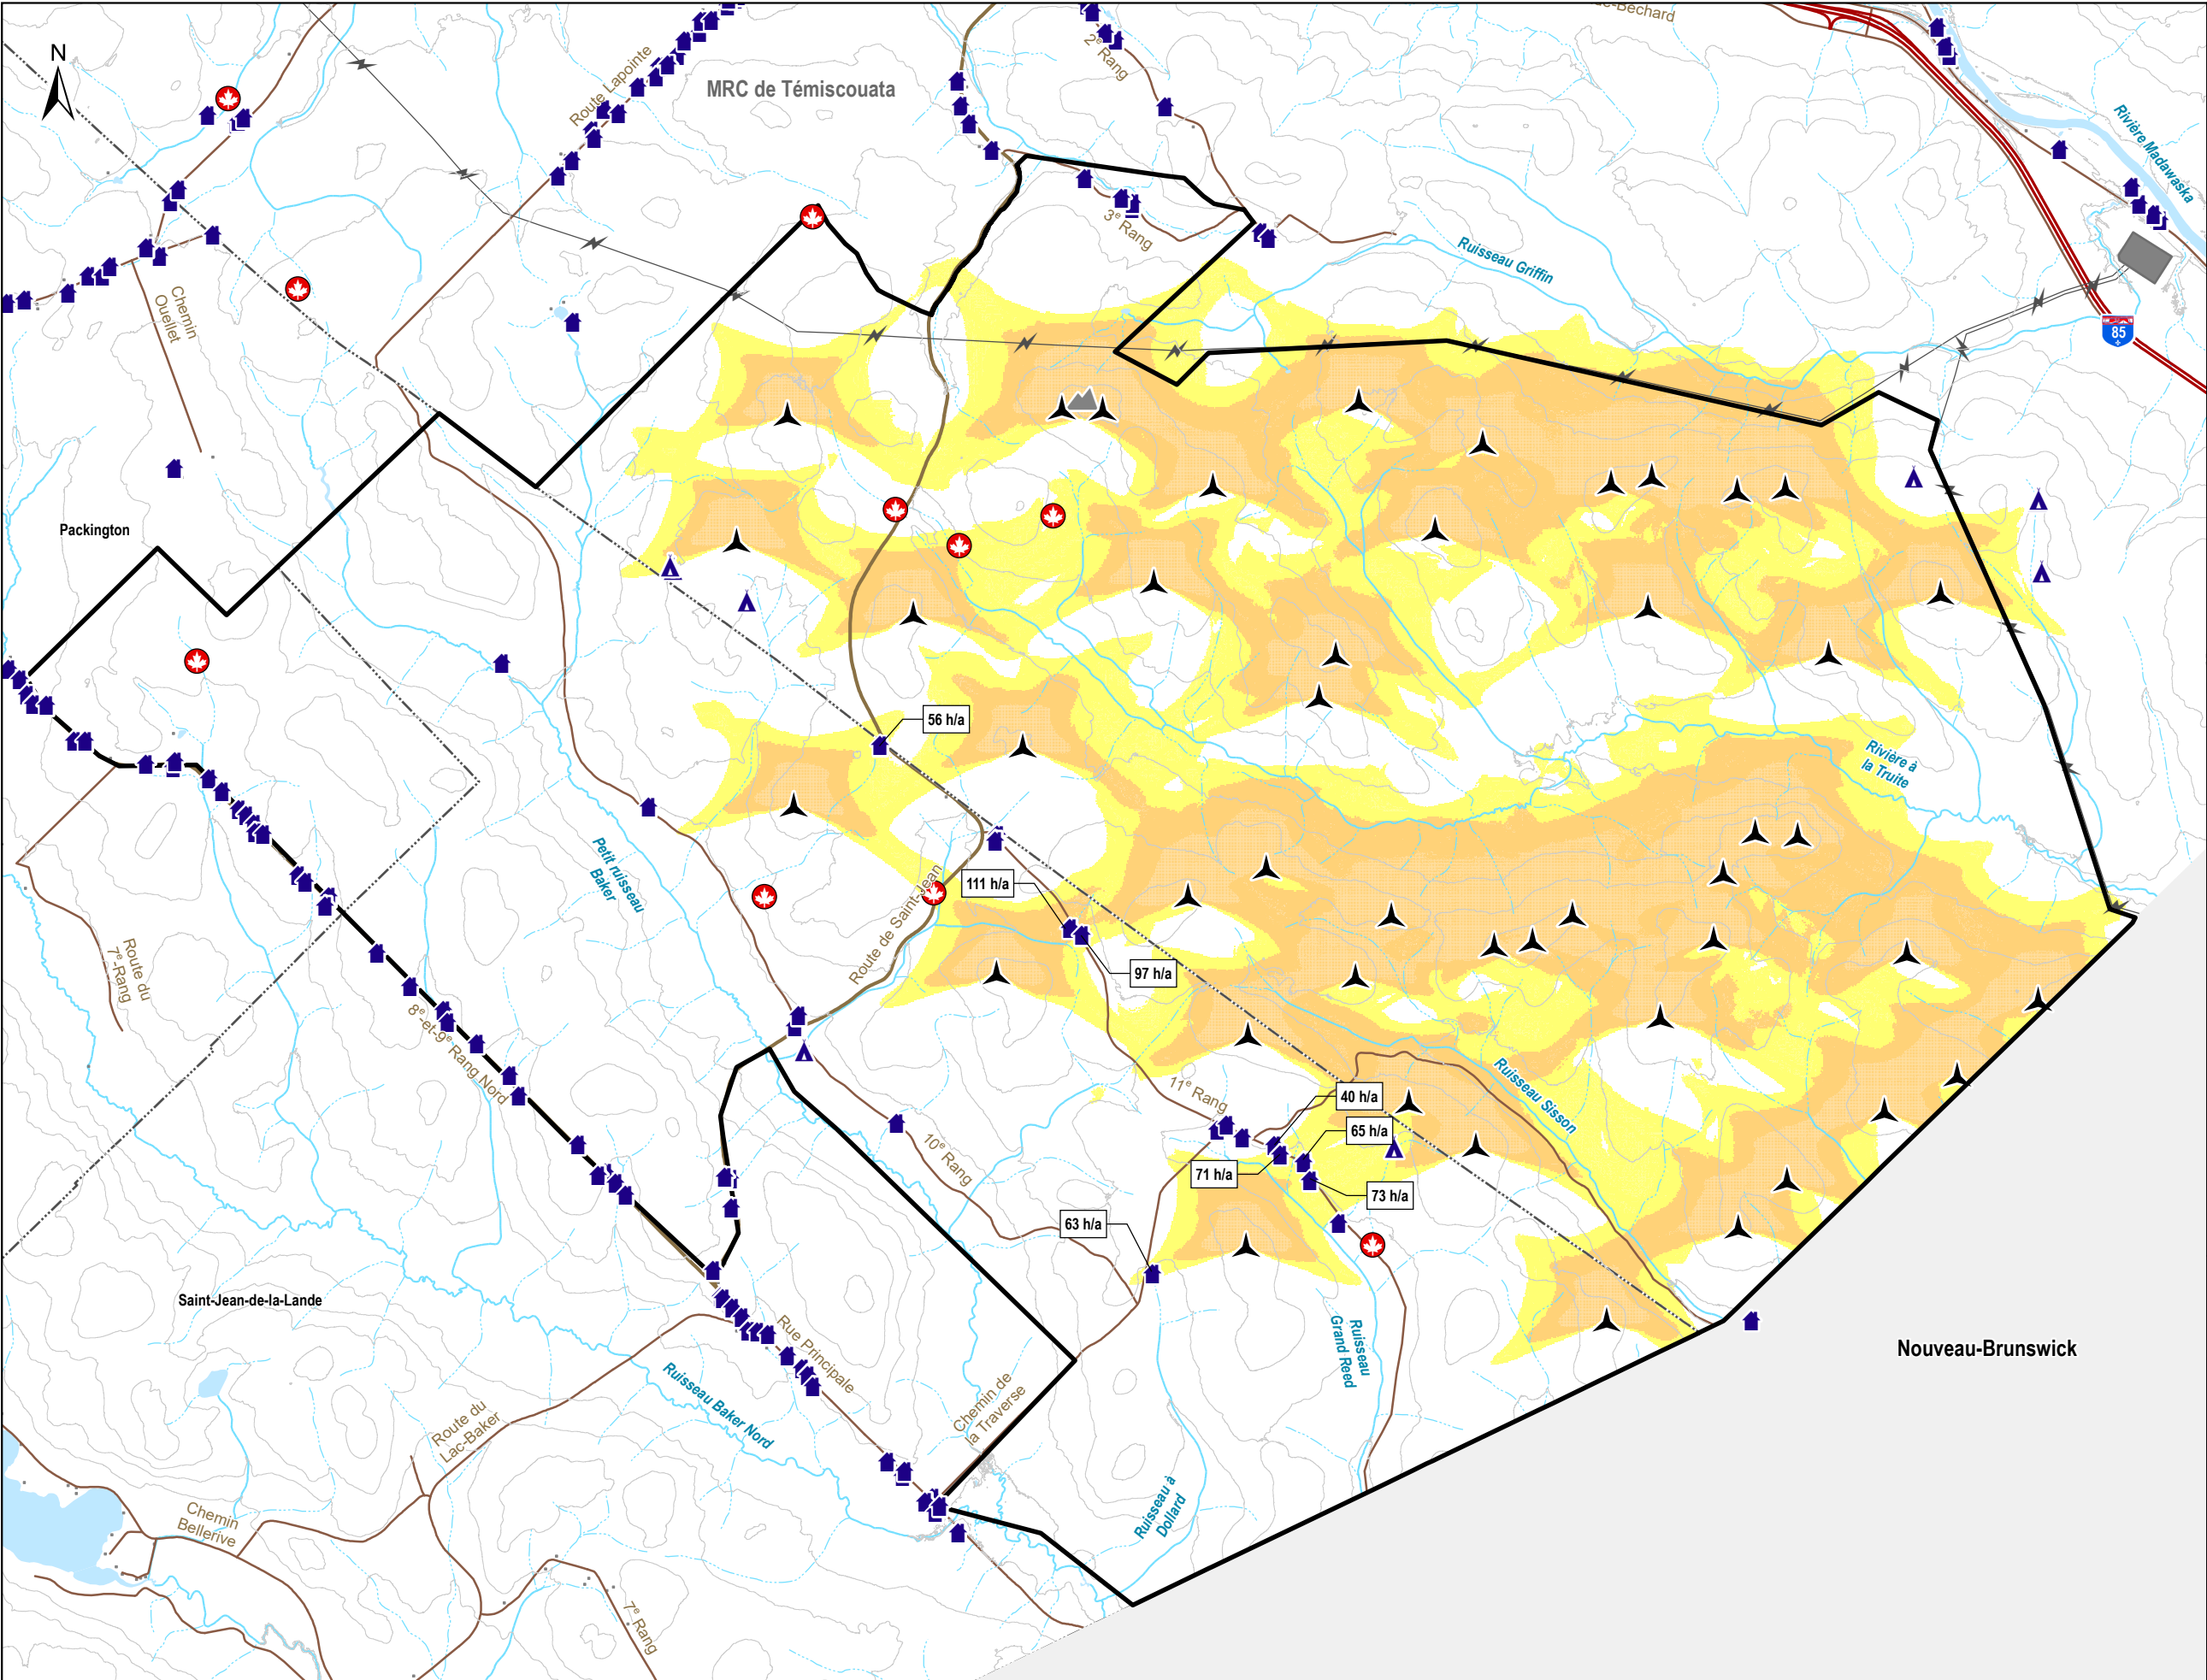 c-Béchard
N
Route Lapointe
2e Rang
MRC de Témiscouata
Rivière Madawaska
3e Rang
Ruisseau Griffin
Chemin
Ouellet
85
Packington
56 h/a
Rivière à
la Truite
Petit ruisseau
Baker
111 h/a
Route de Saint-Jean
97 h/a
Route du
7e-Rang
8e-et-9e Rang Nord
11e Rang
40 h/a
Ruisseau Sisson
65 h/a
10e Rang
71 h/a
73 h/a
63 h/a
Saint-Jean-de-la-Lande
Rue Principale
Ruisseau
Grand Reed
Nouveau-Brunswick
Ruisseau Baker Nord
Chemin de
la Traverse
Route du
Lac-Baker
Ruisseau à
Dollard
Chemin
Bellerive
7e Rang